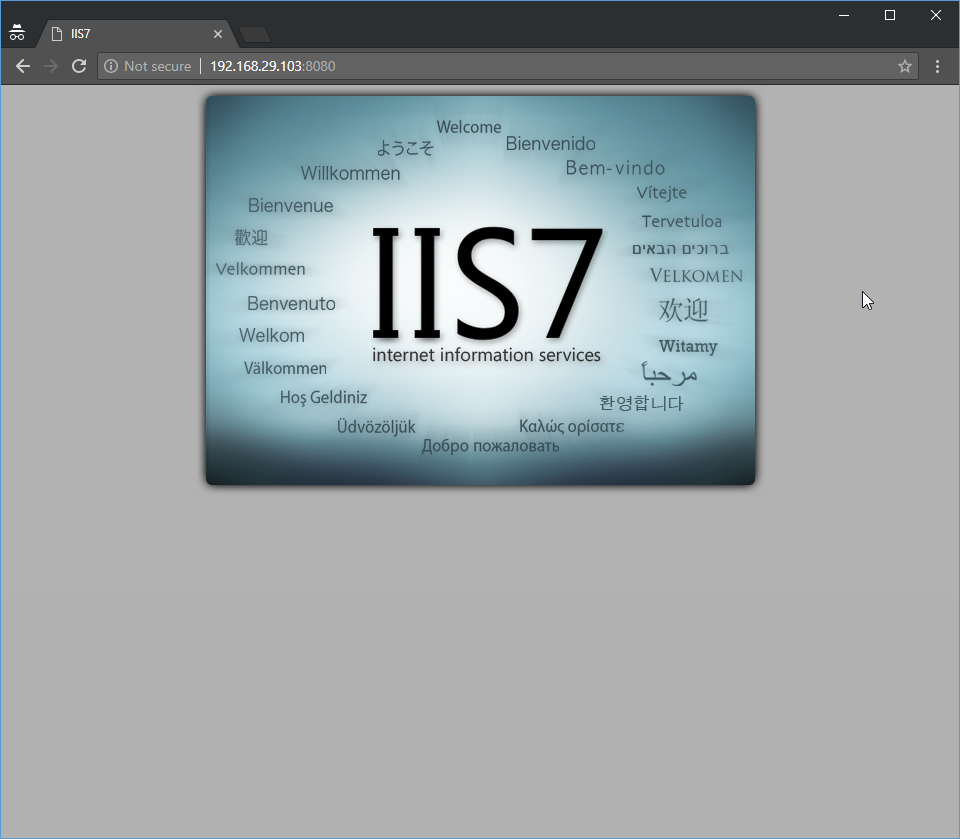 IIS7
Not secure
192.168.29.103:8080
Welcome
ようこそ
Bienvenido
Willkommen
Bem-vindo
Vítejte
Bienvenue
Tervetuloa
歡迎
ברוכים הבאים
Velkommen
VELKOMEN
Benvenuto
欢迎
IIS7
Welkom
Witamy
internet information services
Välkommen
مرحباً
Hoş Geldiniz
환영합니다
Üdvözöljük
Καλώς ορίσατε
Добро пожаловать